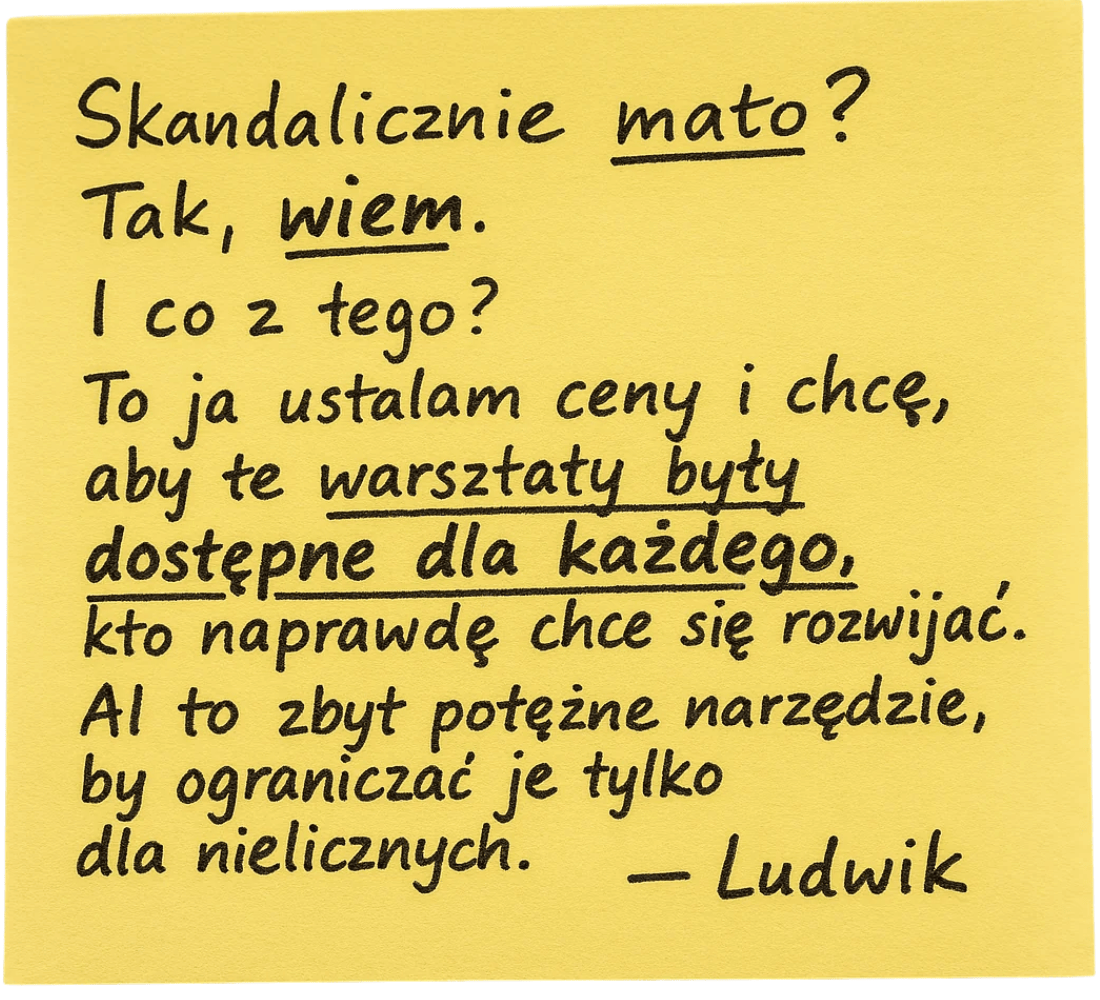 Skandalicznie mało?
Tak, wiem.
I co z tego?
To ja ustalam ceny i chcę,
aby te warsztaty były
dostępne dla każdego,
kto naprawdę chce się rozwijać.
AI to zbyt potężne narzędzie,
by ograniczać je tylko
dla nielicznych.
— Ludwik